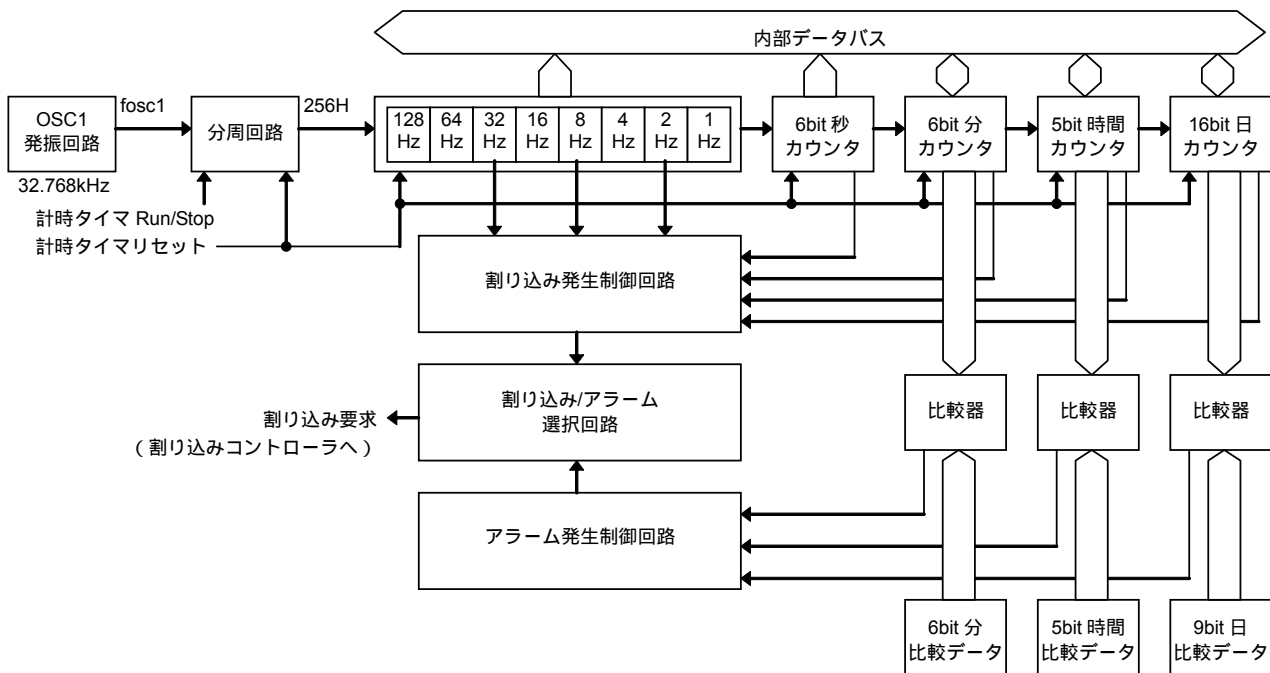 内部データバス
OSC1
発振回路
fosc1
分周回路
256H
128
Hz
64
Hz
32
Hz
16
Hz
8
Hz
4
Hz
2
Hz
1
Hz
6bit 秒
カウンタ
6bit 分
カウンタ
5bit 時間
カウンタ
16bit 日
カウンタ
32.768kHz
計時タイマ Run/Stop
計時タイマリセット
割り込み発生制御回路
割り込み/アラーム
選択回路
割り込み要求
(割り込みコントローラへ)
比較器
比較器
比較器
アラーム発生制御回路
6bit 分
比較データ
5bit 時間
比較データ
9bit 日
比較データ